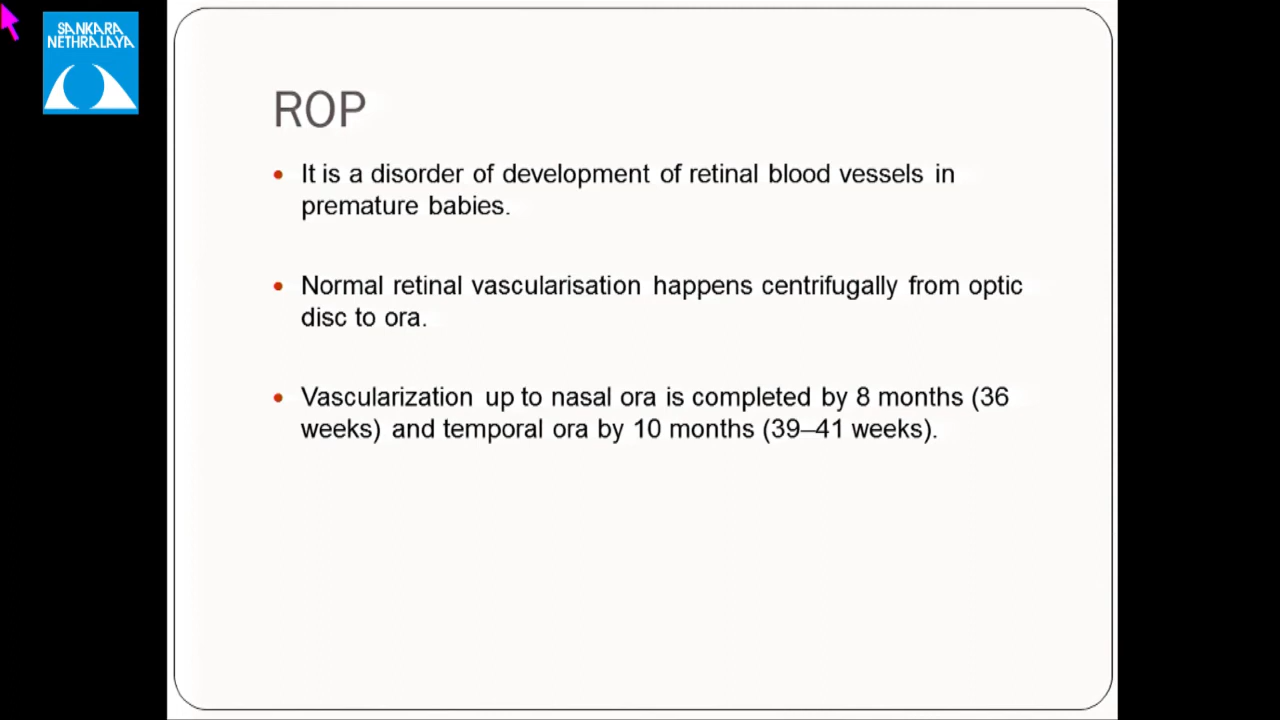 SANKARA
NETHRALAYA
ROP
• It is a disorder of development of retinal blood vessels in
premature babies.
• Normal retinal vascularisation happens centrifugally from optic
disc to ora.
• Vascularization up to nasal ora is completed by 8 months (36
weeks) and temporal ora by 10 months (39–41 weeks).